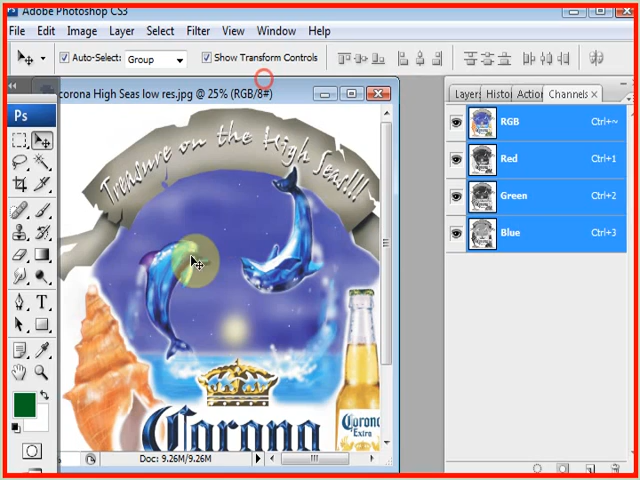 Adobe Photoshop CS3
File Edit Image Layer Select Filter View Window Help
Auto-Select: Group Show Transform Controls
corona High Seas low res.jpg @ 25% (RGB/8#)
Layers Histo Action Channels ×
Ps
RGB Ctrl+~
Red Ctrl+1
Green Ctrl+2
Blue Ctrl+3
Treasure on the High Seas!!!
Corona
Corona
Extra
T
Doc: 9.26M/9.26M